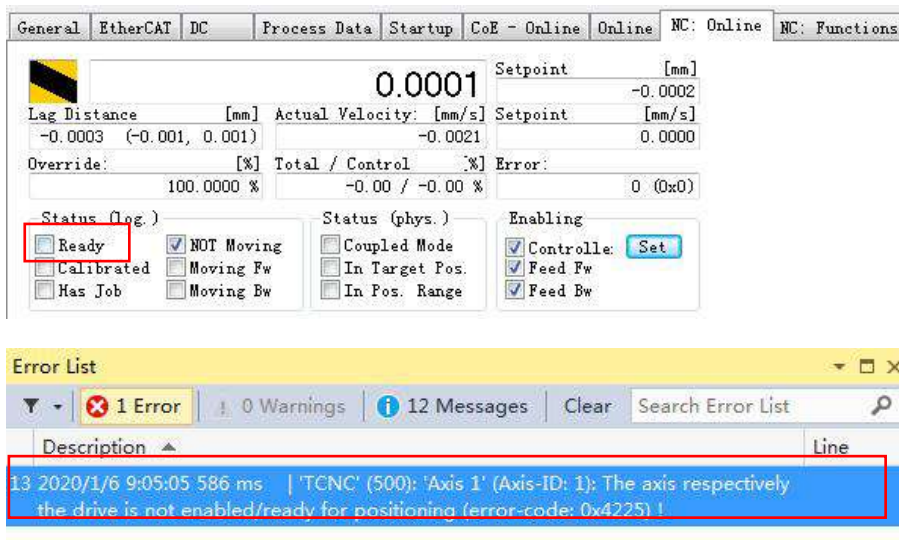 General EtherCAT DC Process Data Startup CoE - Online Online NC: Online NC: Functions
0.0001
Setpoint [mm]
-0.0002
Lag Distance [mm] Actual Velocity: [mm/s] Setpoint [mm/s]
-0.0003 (-0.001, 0.001) -0.0021 0.0000
Override: [%] Total / Control [%] Error:
100.0000 % -0.00 / -0.00 % 0 (0x0)
Status (log.) Status (phys.) Enabling
Ready NOT Moving Coupled Mode Controlle: Set
Calibrated Moving Fw In Target Pos. Feed Fw
Has Job Moving Bw In Pos. Range Feed Bw
Error List
1 Error 0 Warnings 12 Messages Clear Search Error List
Description Line
13 2020/1/6 9:05:05 586 ms | 'TCNC' (500): 'Axis 1' (Axis-ID: 1): The axis respectively
the drive is not enabled/ready for positioning (error-code: 0x4225) !